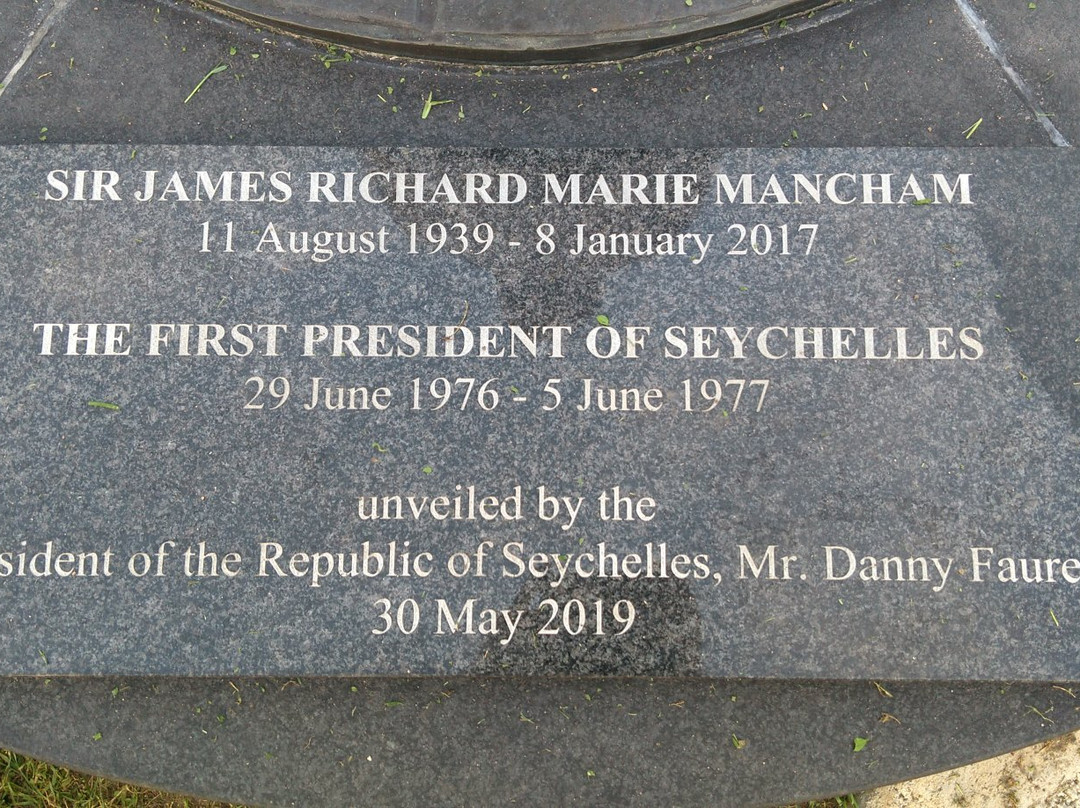 SIR JAMES RICHARD MARIE MANCHAM
11 August 1939 - 8 January 2017
THE FIRST PRESIDENT OF SEYCHELLES
29 June 1976 - 5 June 1977
unveiled by the
sident of the Republic of Seychelles, Mr. Danny Faure
30 May 2019